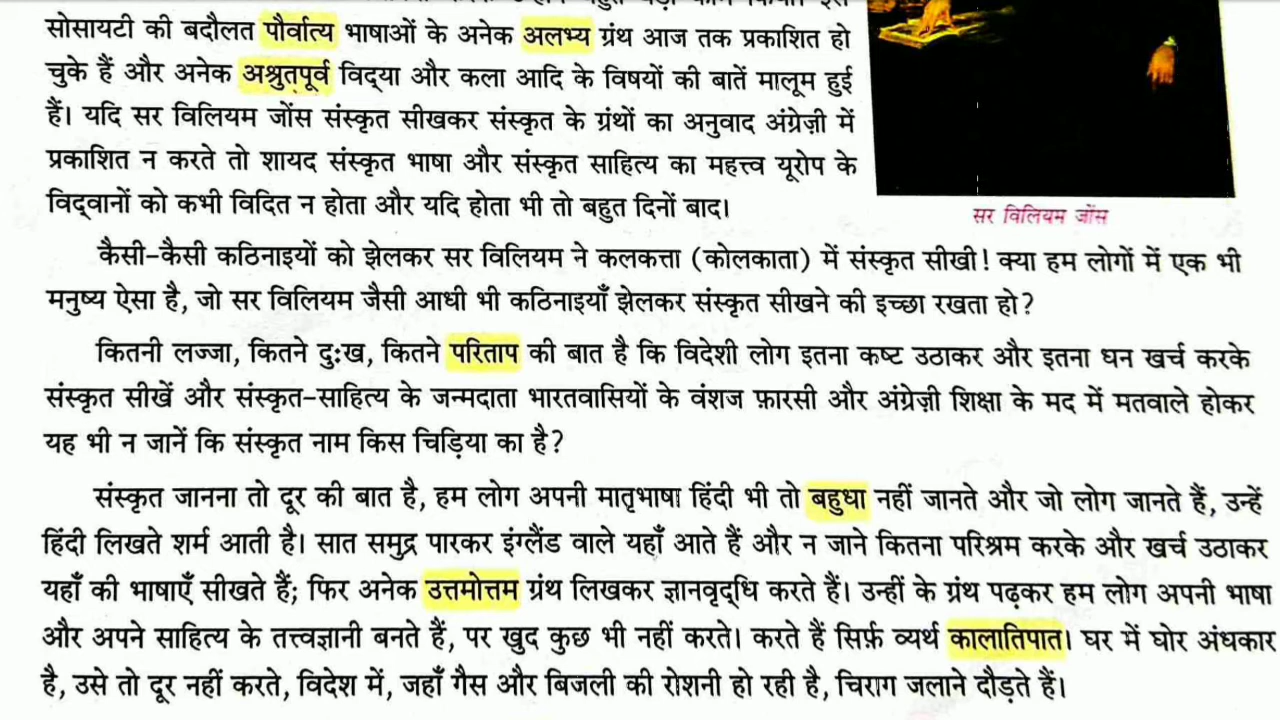 सोसायटी की बदौलत पौर्वात्य भाषाओं के अनेक अलभ्य ग्रंथ आज तक प्रकाशित हो
चुके हैं और अनेक अश्रुतपूर्व विद्‌या और कला आदि के विषयों की बातें मालूम हुई
हैं। यदि सर विलियम जोंस संस्कृत सीखकर संस्कृत के ग्रंथों का अनुवाद अंग्रेज़ी में
प्रकाशित न करते तो शायद संस्कृत भाषा और संस्कृत साहित्य का महत्त्व यूरोप के
विद्‌वानों को कभी विदित न होता और यदि होता भी तो बहुत दिनों बाद।
सर विलियम जोंस
कैसी-कैसी कठिनाइयों को झेलकर सर विलियम ने कलकत्ता (कोलकाता) में संस्कृत सीखी! क्या हम लोगों में एक भी
मनुष्य ऐसा है, जो सर विलियम जैसी आधी भी कठिनाइयाँ झेलकर संस्कृत सीखने की इच्छा रखता हो?
कितनी लज्जा, कितने दुःख, कितने परिताप की बात है कि विदेशी लोग इतना कष्ट उठाकर और इतना धन खर्च करके
संस्कृत सीखें और संस्कृत-साहित्य के जन्मदाता भारतवासियों के वंशज फ़ारसी और अंग्रेज़ी शिक्षा के मद में मतवाले होकर
यह भी न जानें कि संस्कृत नाम किस चिड़िया का है?
संस्कृत जानना तो दूर की बात है, हम लोग अपनी मातृभाषा हिंदी भी तो बहुधा नहीं जानते और जो लोग जानते हैं, उन्हें
हिंदी लिखते शर्म आती है। सात समुद्र पारकर इंग्लैंड वाले यहाँ आते हैं और न जाने कितना परिश्रम करके और खर्च उठाकर
यहाँ की भाषाएँ सीखते हैं; फिर अनेक उत्तमोत्तम ग्रंथ लिखकर ज्ञानवृद्‌धि करते हैं। उन्हीं के ग्रंथ पढ़कर हम लोग अपनी भाषा
और अपने साहित्य के तत्त्वज्ञानी बनते हैं, पर खुद कुछ भी नहीं करते। करते हैं सिर्फ़ व्यर्थ कालातिपात। घर में घोर अंधकार
है, उसे तो दूर नहीं करते, विदेश में, जहाँ गैस और बिजली की रोशनी हो रही है, चिराग जलाने दौड़ते हैं।